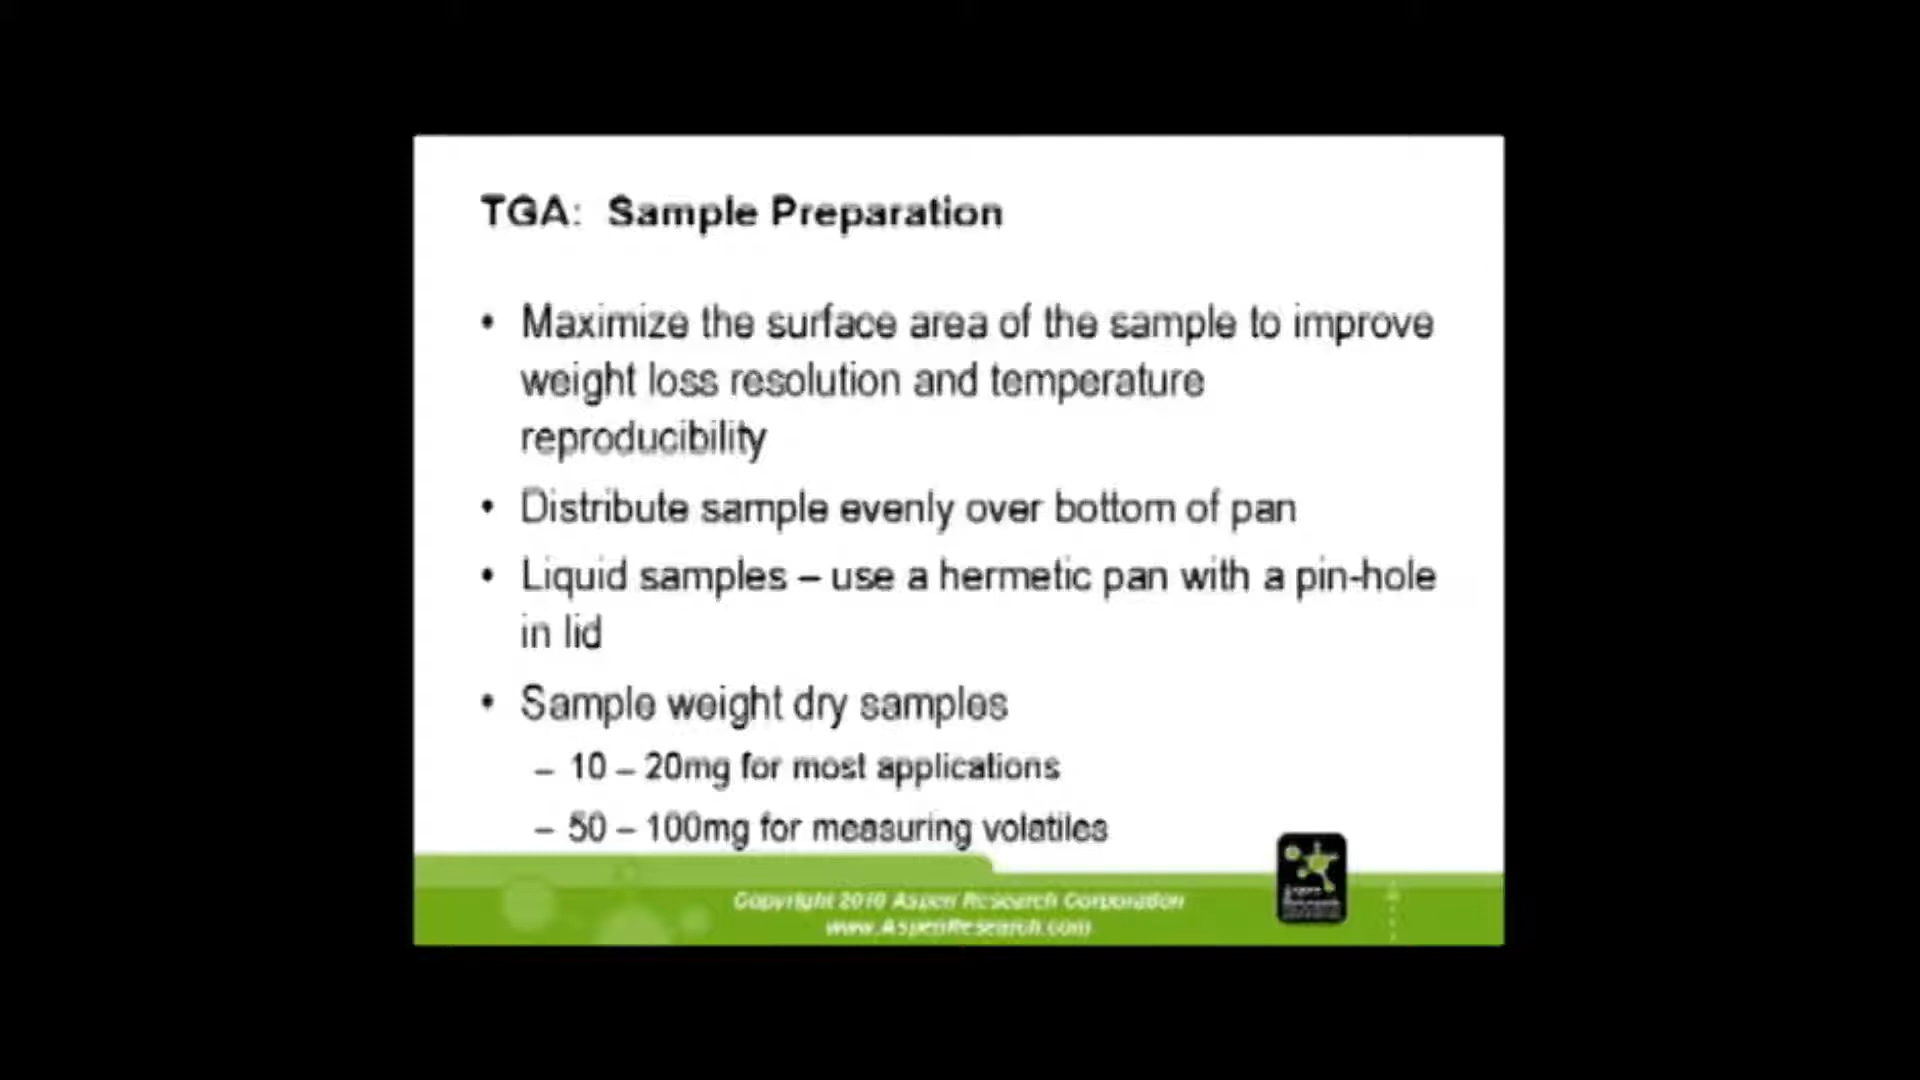 TGA: Sample Preparation
• Maximize the surface area of the sample to improve
weight loss resolution and temperature
reproducibility
• Distribute sample evenly over bottom of pan
• Liquid samples – use a hermetic pan with a pin-hole
in lid
• Sample weight dry samples
– 10 – 20mg for most applications
– 50 – 100mg for measuring volatiles
Copyright 2010 Aspen Research Corporation
www.AspenResearch.com